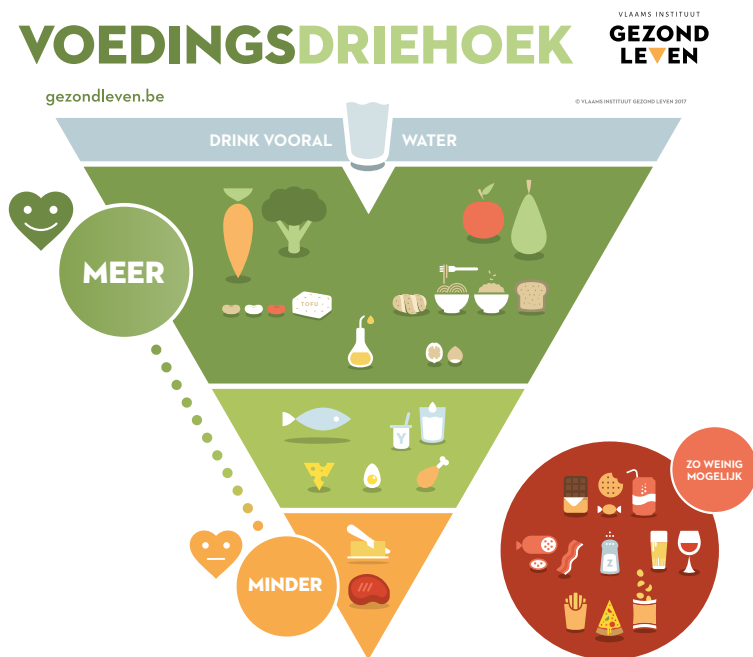 VOEDINGSDRIEHOEK
VLAAMS INSTITUUT
GEZOND
LEVEN
gezondleven.be
© VLAAMS INSTITUUT GEZOND LEVEN 2017
DRINK VOORAL WATER
MEER
TOFU
Y
ZO WEINIG
MOGELIJK
Z
MINDER